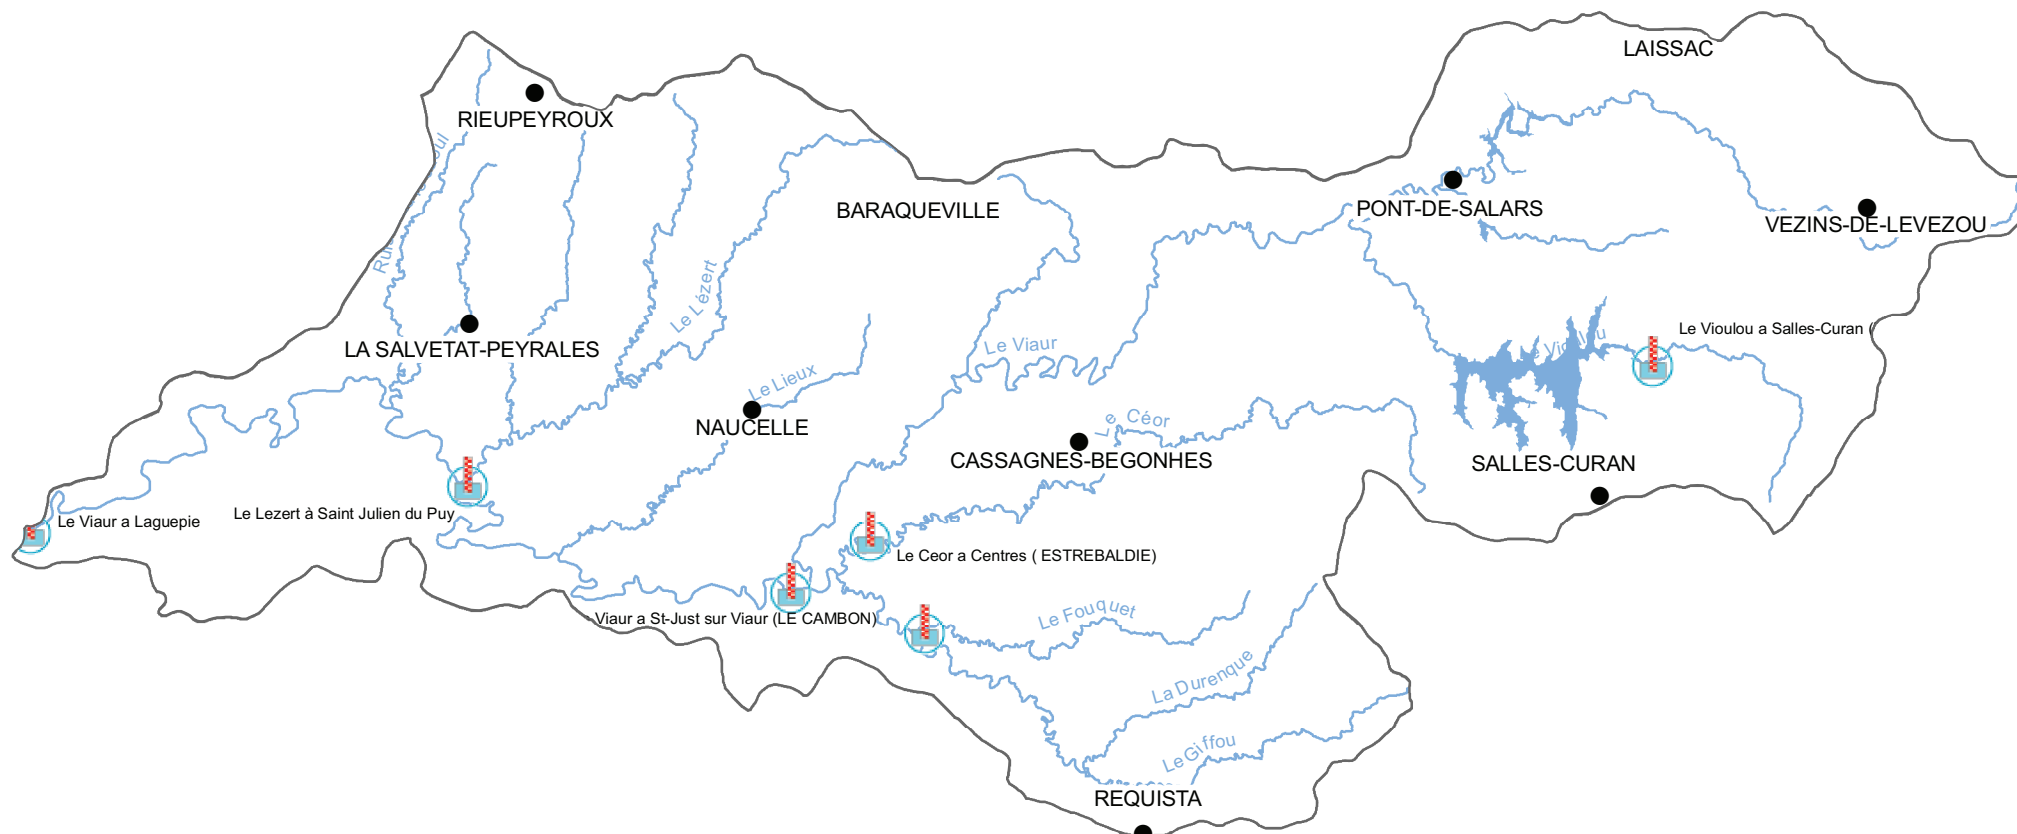 LAISSAC
RIEUPEYROUX
BARAQUEVILLE
PONT-DE-SALARS
VEZINS-DE-LEVEZOU
Le Lézert
Le Viaur
Le Vioulou a Salles-Curan (
LA SALVETAT-PEYRALES
Le Lieux
NAUCELLE
Le Céor
CASSAGNES-BEGONHES
SALLES-CURAN
Le Viaur a Laguepie
Le Lezert à Saint Julien du Puy
Le Ceor a Centres ( ESTREBALDIE)
Viaur a St-Just sur Viaur (LE CAMBON)
Le Fouquet
La Durenque
Le Giffou
REQUISTA